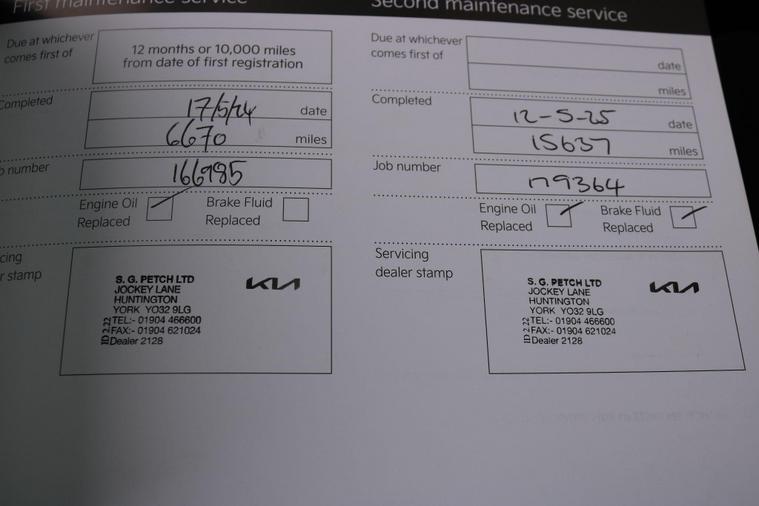 First maintenance service
Due at whichever
comes first of
12 months or 10,000 miles
from date of first registration
Completed
17/5/24 date
6670 miles
number
166985
Engine Oil
Replaced
Brake Fluid
Replaced
stamp
S. G. PETCH LTD
JOCKEY LANE
HUNTINGTON
YORK YO32 9LG
TEL:- 01904 466600
FAX:- 01904 621024
Dealer 2128
KIA
Second maintenance service
Due at whichever
comes first of
date
miles
Completed
12-5-25 date
15637 miles
Job number
179364
Engine Oil
Replaced
Brake Fluid
Replaced
Servicing
dealer stamp
S. G. PETCH LTD
JOCKEY LANE
HUNTINGTON
YORK YO32 9LG
TEL:- 01904 466600
FAX:- 01904 621024
Dealer 2128
KIA